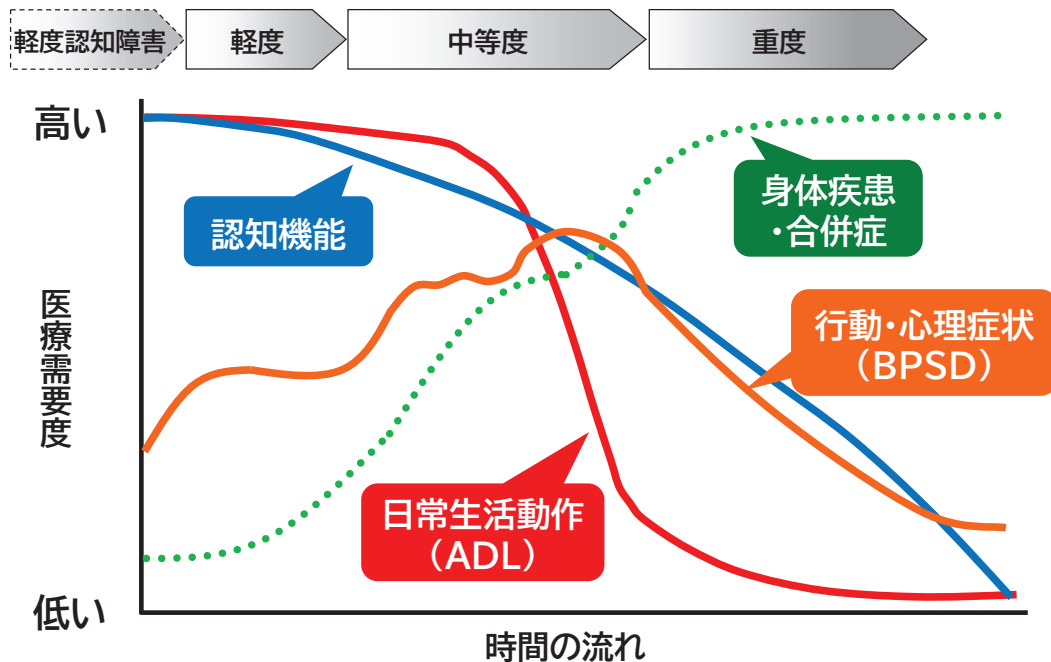 軽度認知障害
軽度
中等度
重度
高い
認知機能
身体疾患
・合併症
医療需要度
行動・心理症状
（BPSD）
日常生活動作
（ADL）
低い
時間の流れ